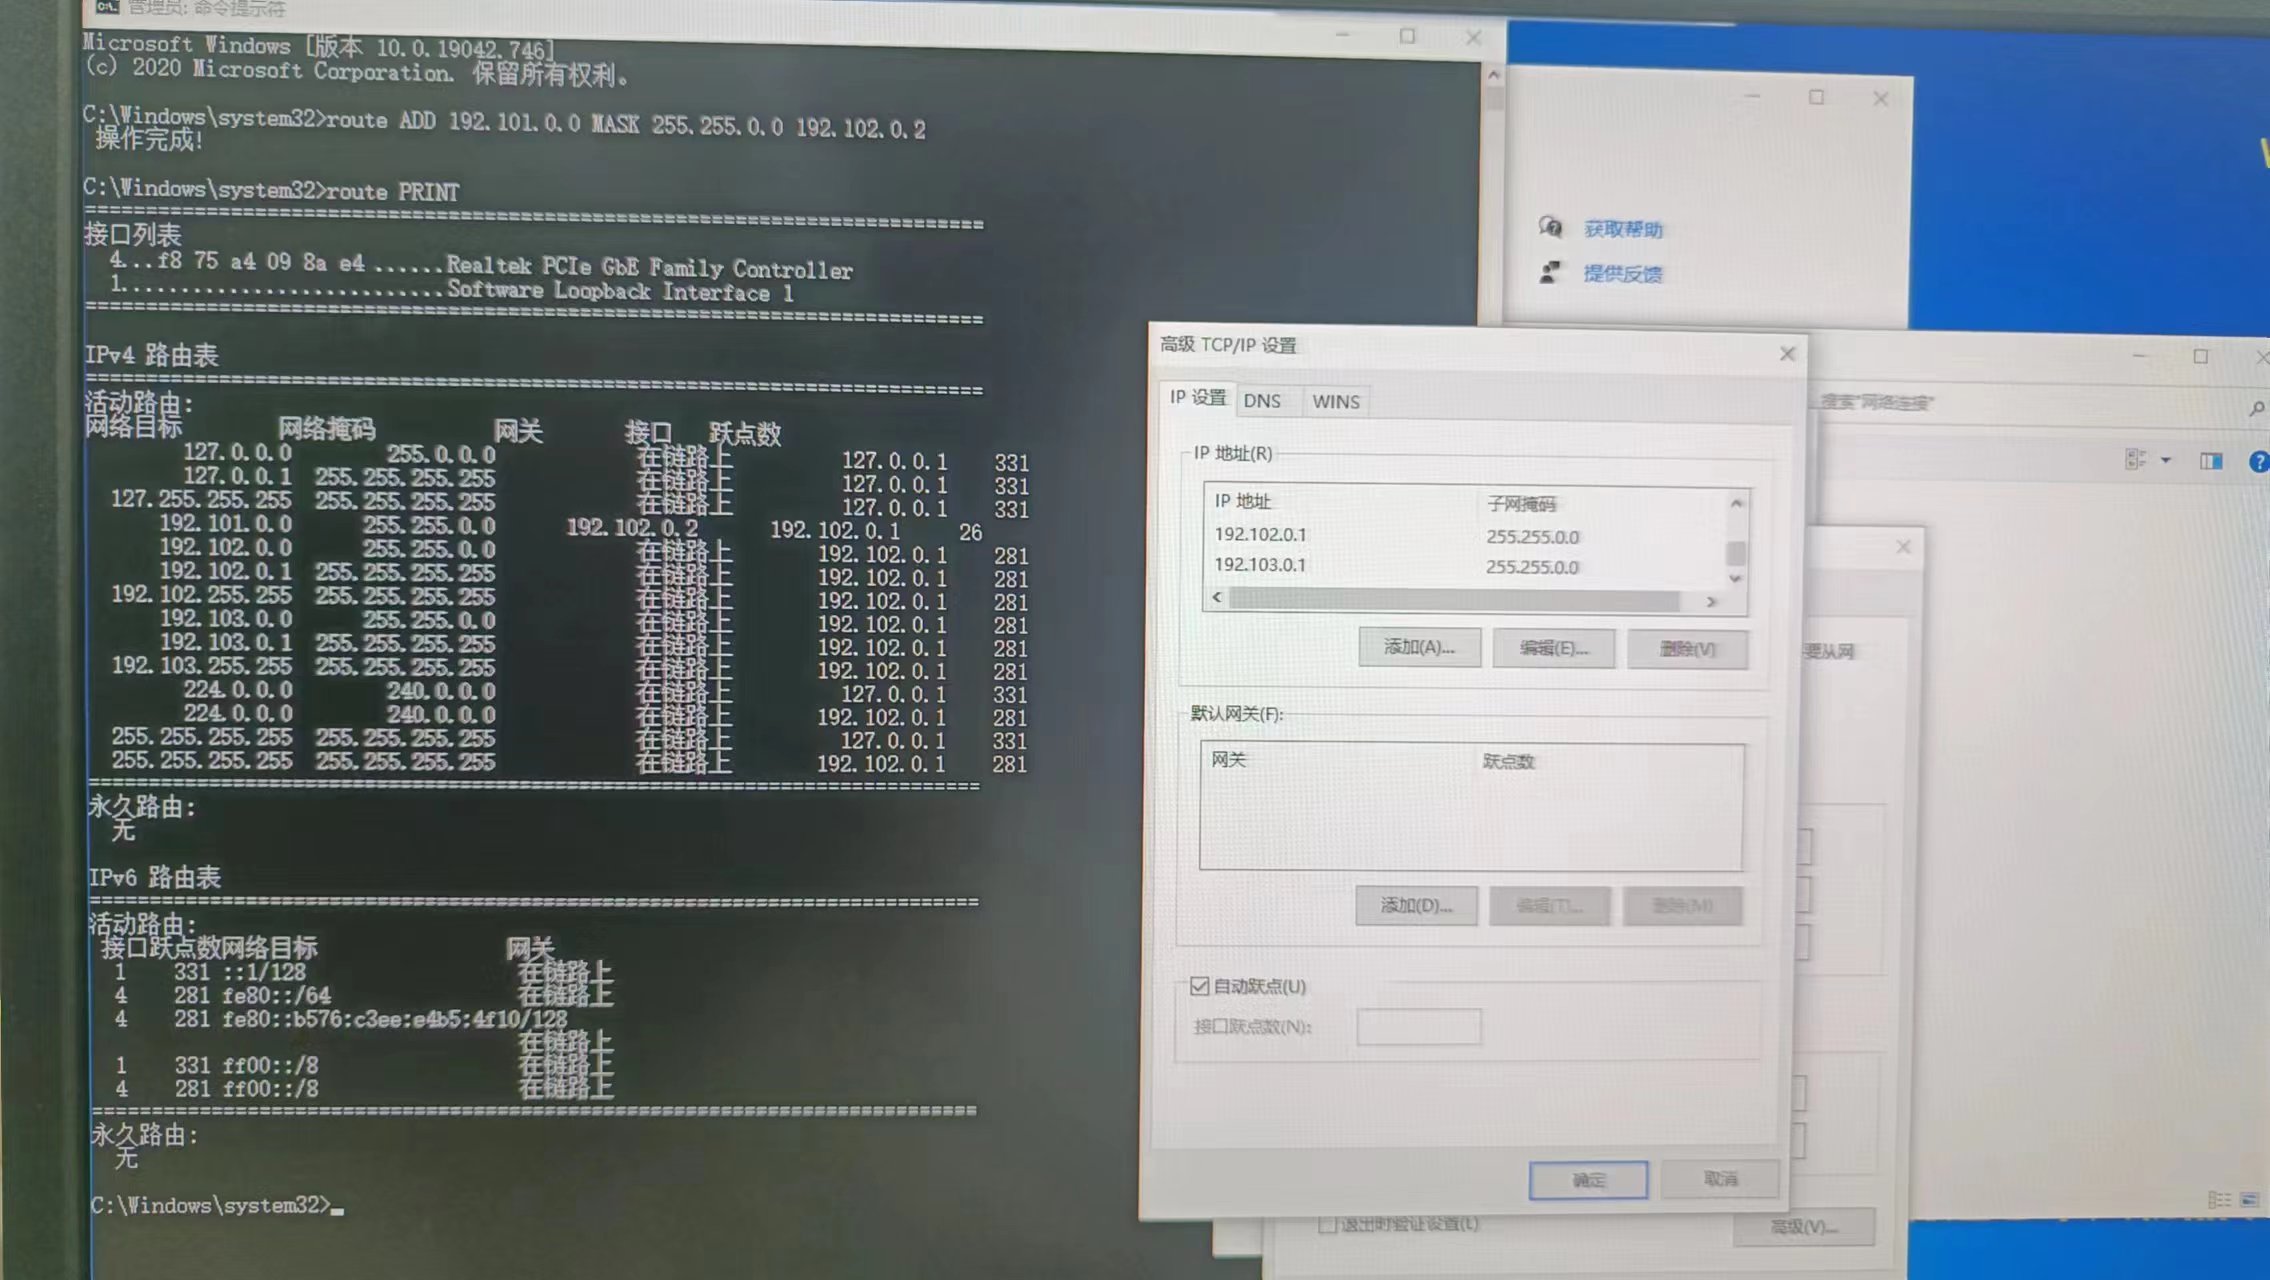 管理员: 命令提示符
Microsoft Windows [版本 10.0.19042.746]
(c) 2020 Microsoft Corporation. 保留所有权利。
C:\Windows\system32>route ADD 192.101.0.0 MASK 255.255.0.0 192.102.0.2
操作完成!
C:\Windows\system32>route PRINT
===========================================================================
接口列表
4...f8 75 a4 09 8a e4 ......Realtek PCIe GbE Family Controller
1...........................Software Loopback Interface 1
===========================================================================
IPv4 路由表
===========================================================================
活动路由:
网络目标 网络掩码 网关 接口 跃点数
127.0.0.0 255.0.0.0 在链路上 127.0.0.1 331
127.0.0.1 255.255.255.255 在链路上 127.0.0.1 331
127.255.255.255 255.255.255.255 在链路上 127.0.0.1 331
192.101.0.0 255.255.0.0 192.102.0.2 192.102.0.1 26
192.102.0.0 255.255.0.0 在链路上 192.102.0.1 281
192.102.0.1 255.255.255.255 在链路上 192.102.0.1 281
192.102.255.255 255.255.255.255 在链路上 192.102.0.1 281
192.103.0.0 255.255.0.0 在链路上 192.102.0.1 281
192.103.0.1 255.255.255.255 在链路上 192.102.0.1 281
192.103.255.255 255.255.255.255 在链路上 192.102.0.1 281
224.0.0.0 240.0.0.0 在链路上 127.0.0.1 331
224.0.0.0 240.0.0.0 在链路上 192.102.0.1 281
255.255.255.255 255.255.255.255 在链路上 127.0.0.1 331
255.255.255.255 255.255.255.255 在链路上 192.102.0.1 281
===========================================================================
永久路由:
无
IPv6 路由表
===========================================================================
活动路由:
接口跃点数网络目标 网关
1 331 ::1/128 在链路上
4 281 fe80::/64 在链路上
4 281 fe80::b576:c3ee:e4b5:4f10/128
在链路上
1 331 ff00::/8 在链路上
4 281 ff00::/8 在链路上
===========================================================================
永久路由:
无
C:\Windows\system32>
获取帮助
提供反馈
高级 TCP/IP 设置
IP 设置 DNS WINS
IP 地址(R)
IP 地址 子网掩码
192.102.0.1 255.255.0.0
192.103.0.1 255.255.0.0
添加(A)... 编辑(E)... 删除(V)
默认网关(F):
网关 跃点数
添加(D)... 编辑(T)... 删除(M)
自动跃点(U)
接口跃点数(N):
确定 取消
搜索"网络连接"
要从网
退出时验证设置(L) 高级(V)...